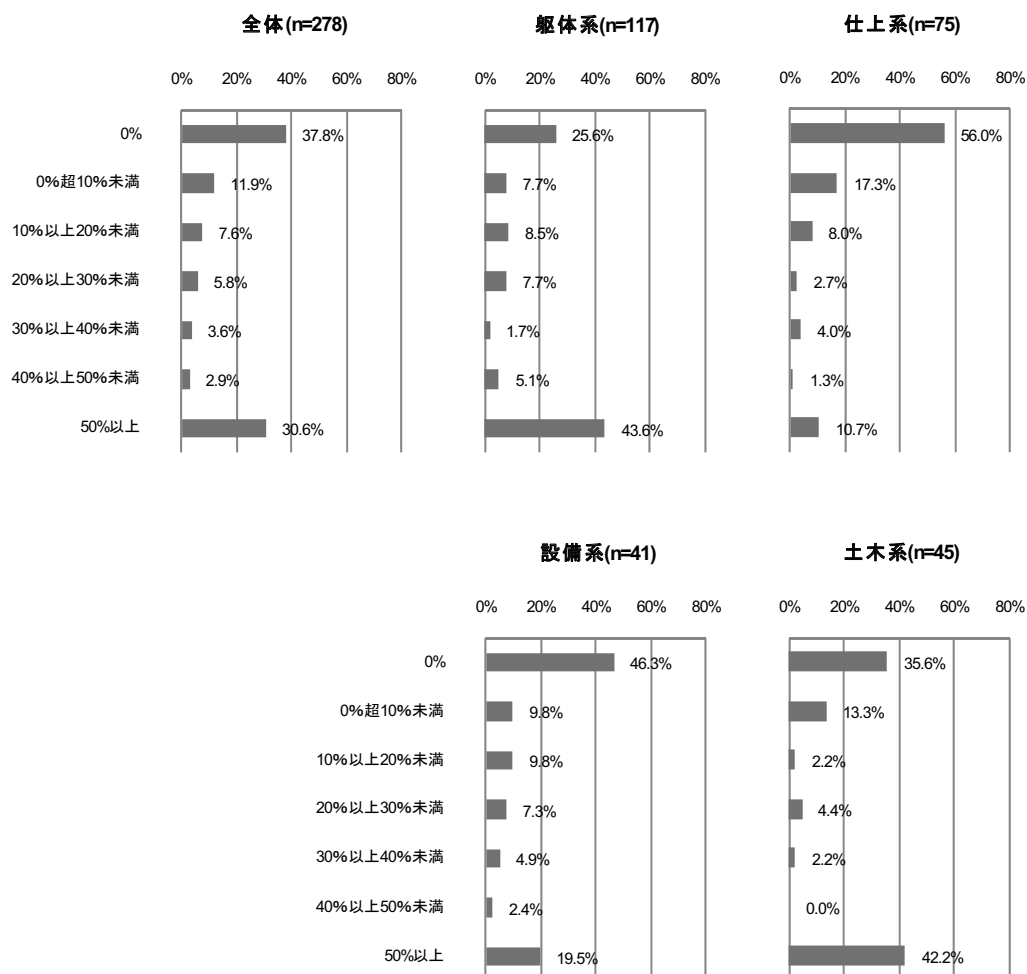 全体(n=278)
0% 20% 40% 60% 80%
0% 37.8%
0%超10%未満 11.9%
10%以上20%未満 7.6%
20%以上30%未満 5.8%
30%以上40%未満 3.6%
40%以上50%未満 2.9%
50%以上 30.6%
躯体系(n=117)
0% 20% 40% 60% 80%
25.6%
7.7%
8.5%
7.7%
1.7%
5.1%
43.6%
仕上系(n=75)
0% 20% 40% 60% 80%
56.0%
17.3%
8.0%
2.7%
4.0%
1.3%
10.7%
設備系(n=41)
0% 20% 40% 60% 80%
0% 46.3%
0%超10%未満 9.8%
10%以上20%未満 9.8%
20%以上30%未満 7.3%
30%以上40%未満 4.9%
40%以上50%未満 2.4%
50%以上 19.5%
土木系(n=45)
0% 20% 40% 60% 80%
35.6%
13.3%
2.2%
4.4%
2.2%
0.0%
42.2%